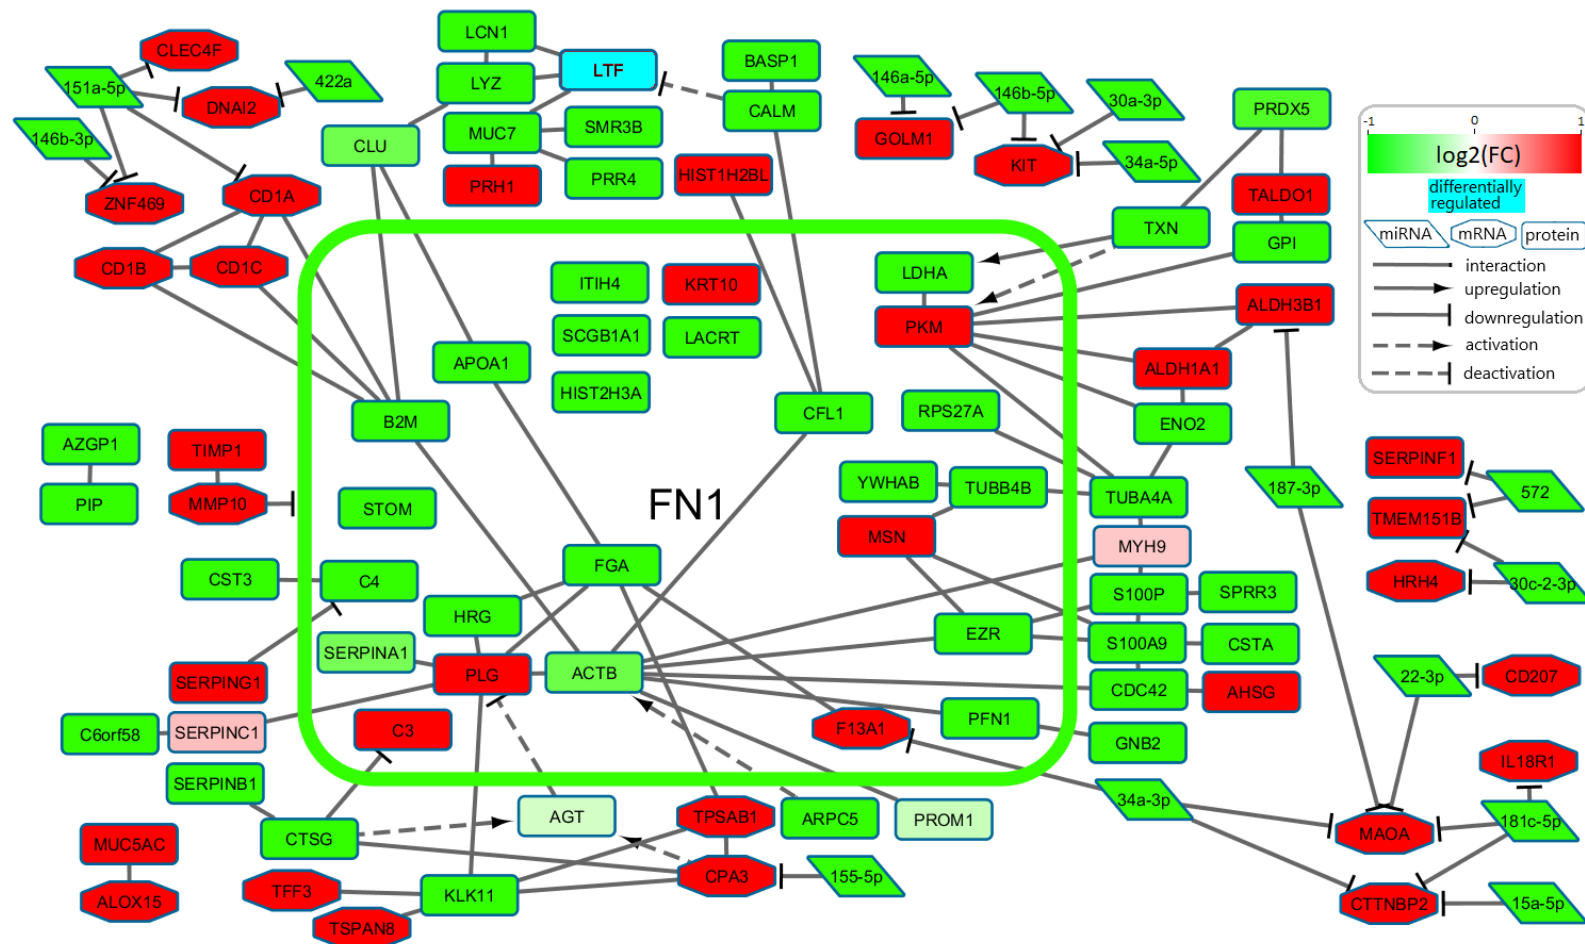 CLEC4F
151a-5p
422a
DNAI2
146b-3p
ZNF469
CD1A
CD1B
CD1C
LCN1
LTF
LYZ
MUC7
SMR3B
CLU
PRH1
PRR4
BASP1
CALM
HIST1H2BL
146a-5p
146b-5p
30a-3p
GOLM1
KIT
34a-5p
PRDX5
TALDO1
TXN
GPI
-1
0
1
log2(FC)
differentially
regulated
miRNA
mRNA
protein
interaction
upregulation
downregulation
activation
deactivation
ITIH4
KRT10
LDHA
SCGB1A1
LACRT
PKM
ALDH3B1
APOA1
HIST2H3A
ALDH1A1
B2M
CFL1
RPS27A
ENO2
AZGP1
TIMP1
PIP
MMP10
STOM
FN1
YWHAB
TUBB4B
TUBA4A
187-3p
SERPINF1
572
TMEM151B
MSN
MYH9
CST3
C4
FGA
S100P
SPRR3
HRH4
30c-2-3p
HRG
EZR
S100A9
CSTA
SERPINA1
SERPING1
PLG
ACTB
CDC42
AHSG
22-3p
CD207
C6orf58
SERPINC1
C3
F13A1
PFN1
GNB2
SERPINB1
IL18R1
34a-3p
AGT
TPSAB1
ARPC5
PROM1
MUC5AC
CTSG
MAOA
181c-5p
CPA3
155-5p
ALOX15
TFF3
KLK11
TSPAN8
CTTNBP2
15a-5p